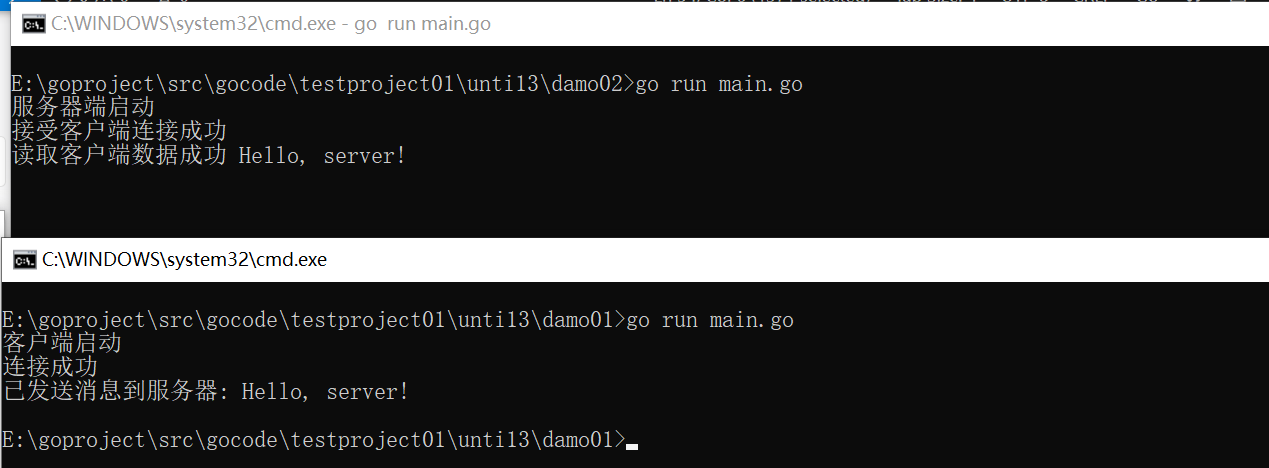 C:\WINDOWS\system32\cmd.exe - go  run main.go
E:\goproject\src\gocode\testproject01\unti13\damo02>go run main.go
服务器端启动
接受客户端连接成功
读取客户端数据成功 Hello, server!
C:\WINDOWS\system32\cmd.exe
E:\goproject\src\gocode\testproject01\unti13\damo01>go run main.go
客户端启动
连接成功
已发送消息到服务器: Hello, server!
E:\goproject\src\gocode\testproject01\unti13\damo01>